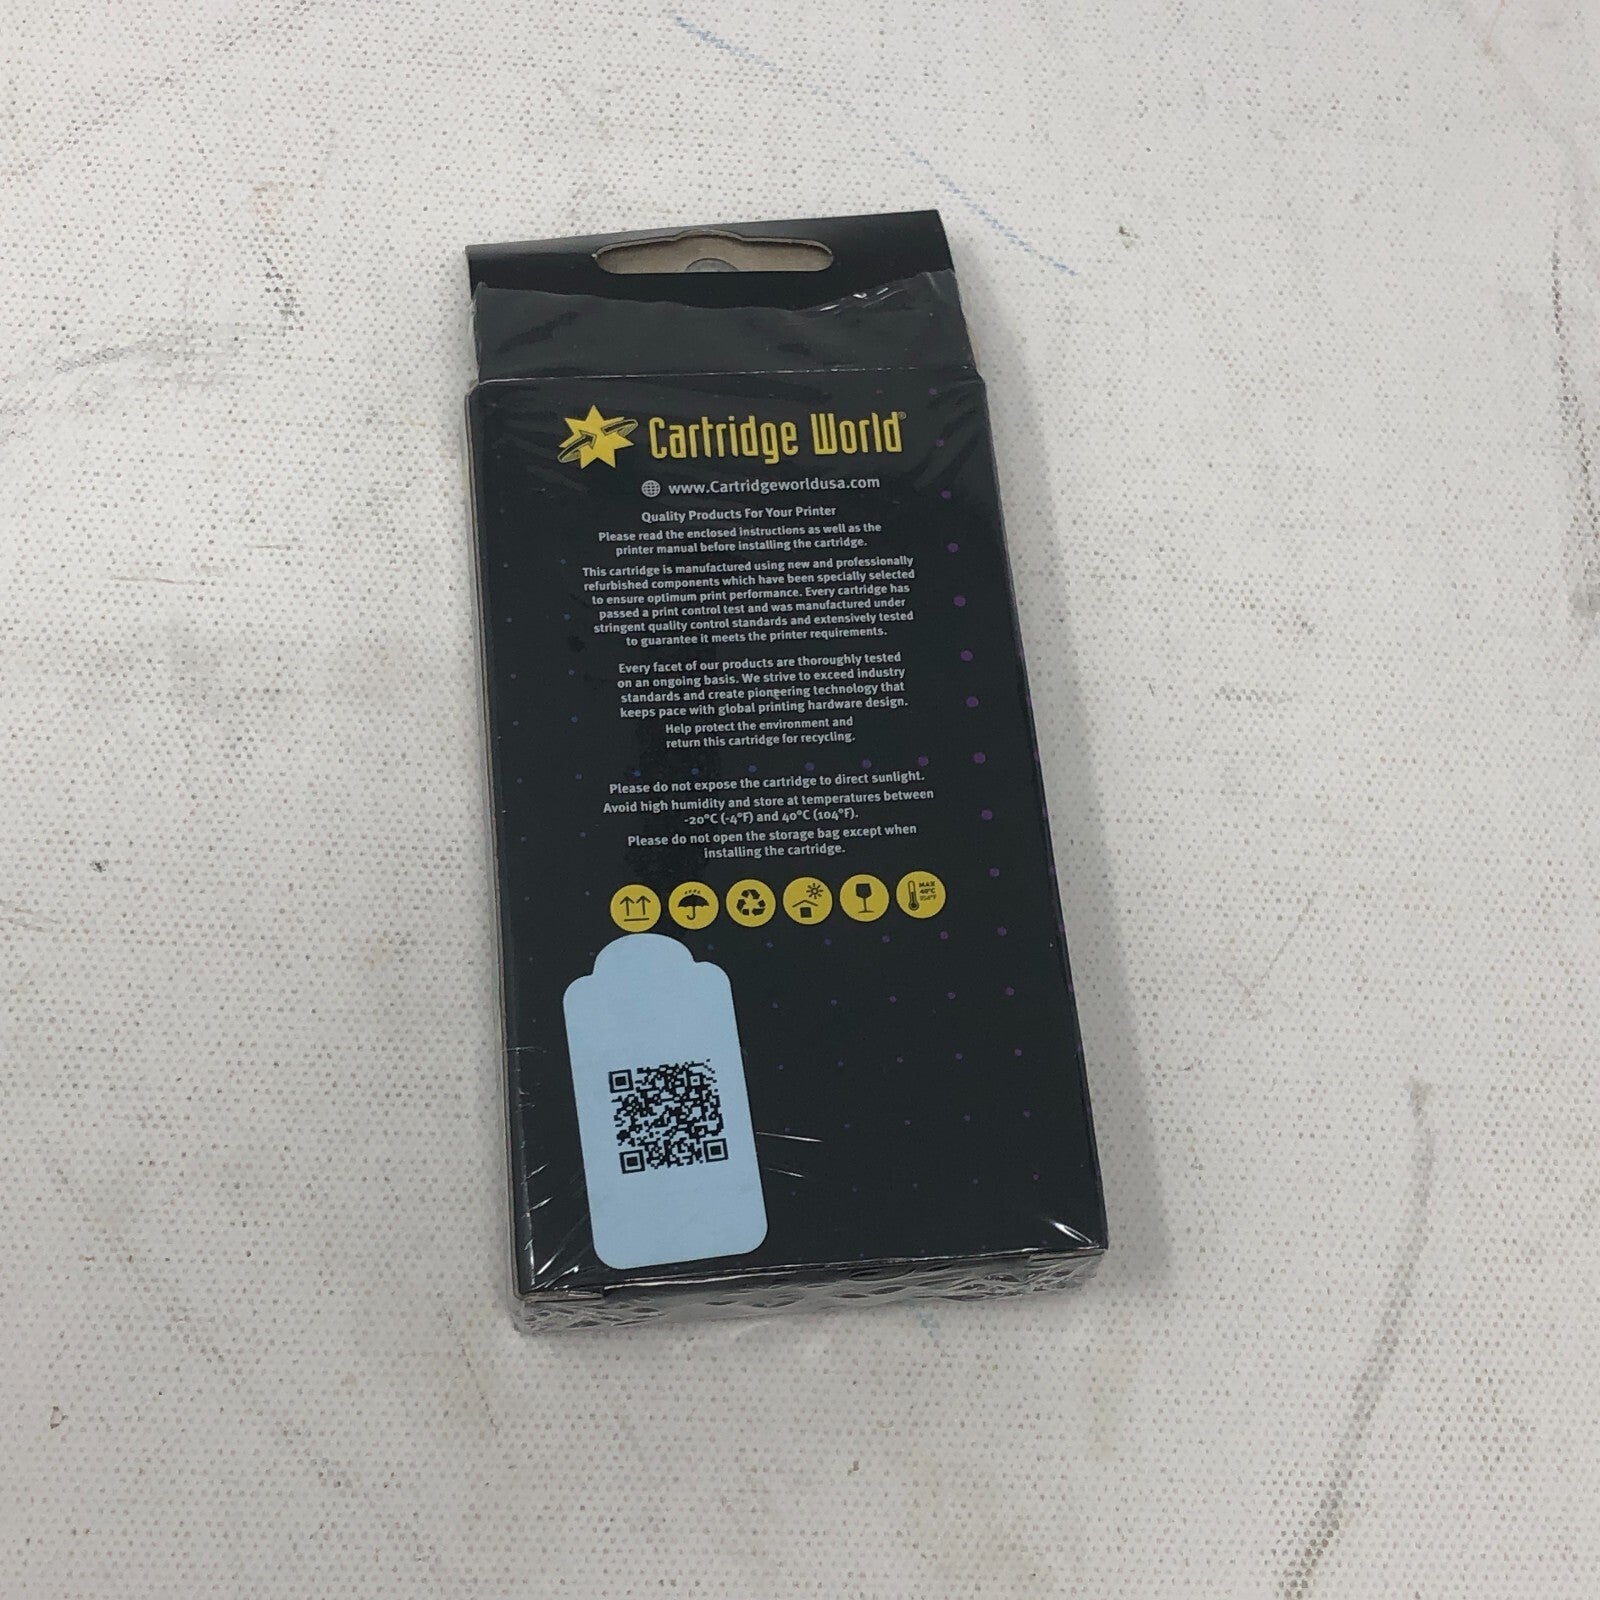 Cartridge World®
www.Cartridgeworldusa.com
Quality Products For Your Printer
Please read the enclosed instructions as well as the
printer manual before installing the cartridge.
This cartridge is manufactured using new and professionally
refurbished components which have been specially selected
to ensure optimum print performance. Every cartridge has
passed a print control test and was manufactured under
stringent quality control standards and extensively tested
to guarantee it meets the printer requirements.
Every facet of our products are thoroughly tested
on an ongoing basis. We strive to exceed industry
standards and create pioneering technology that
keeps pace with global printing hardware design.
Help protect the environment and
return this cartridge for recycling.
Please do not expose the cartridge to direct sunlight.
Avoid high humidity and store at temperatures between
-20°C (-4°F) and 40°C (104°F).
Please do not open the storage bag except when
installing the cartridge.
MAX
40°C
104°F